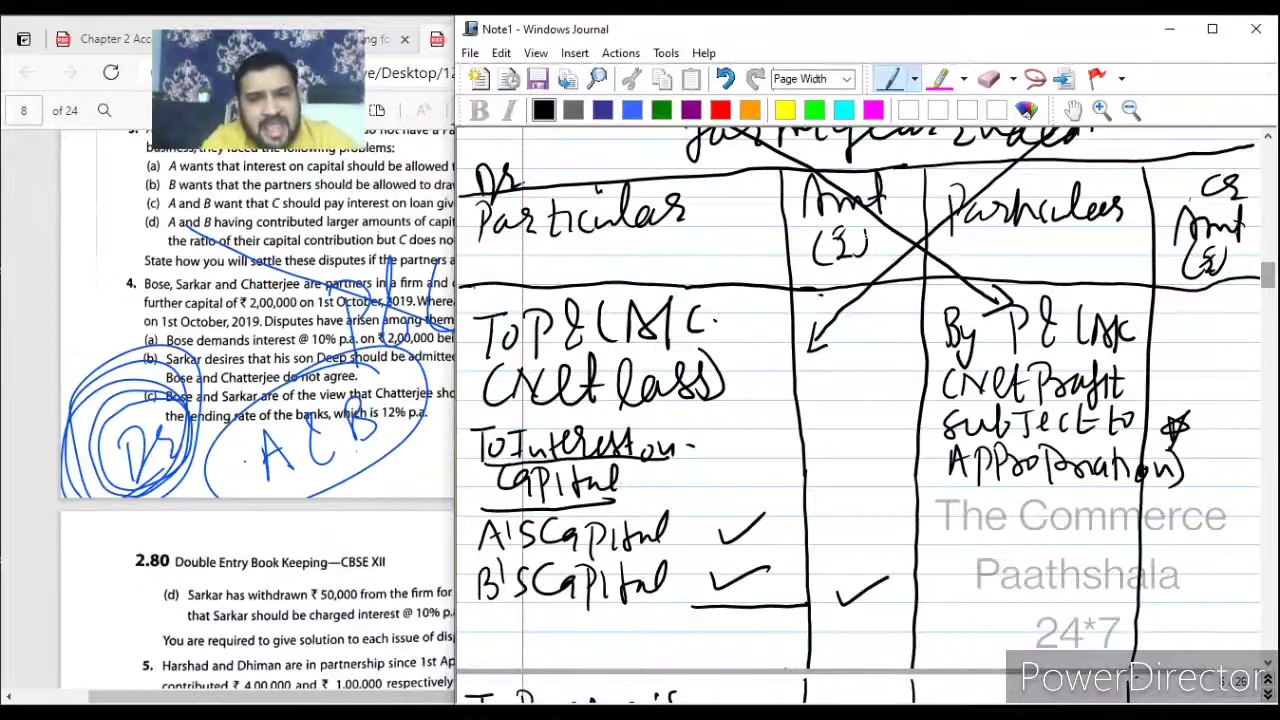 Note1 - Windows Journal
Chapter 2 Acc
ng for
File Edit View Insert Actions Tools Help
ve/Desktop/12
Page Width
8 of 24
B I
business, they faced the following problems:
(a) A wants that interest on capital should be allowed t
(b) B wants that the partners should be allowed to dra
(c) A and B want that C should pay interest on loan giv
(d) A and B having contributed larger amounts of capit
the ratio of their capital contribution but C does no
State how you will settle these disputes if the partners a
4. Bose, Sarkar and Chatterjee are partners in a firm and
further capital of ₹ 2,00,000 on 1st October, 2019. Wherea
on 1st October, 2019. Disputes have arisen among them
(a) Bose demands interest @ 10% p.a. on ₹ 2,00,000 bei
(b) Sarkar desires that his son Deep should be admitted
Bose and Chatterjee do not agree.
(c) Bose and Sarkar are of the view that Chatterjee sho
the lending rate of the banks, which is 12% p.a.
Dr
A & B
2.80 Double Entry Book Keeping—CBSE XII
(d) Sarkar has withdrawn ₹ 50,000 from the firm for
that Sarkar should be charged interest @ 10% p.
You are required to give solution to each issue of disp
5. Harshad and Dhiman are in partnership since 1st Ap
contributed ₹ 4,00,000 and ₹ 1,00,000 respectively
Dr
Cr
Particulars Amt (₹) Particulars Amt (₹)
To P & L A/C.
(Net loss)
To Interest on
Capital
A's Capital
B's Capital
By P & L A/C
(Net Profit
subject to
Appropriation)
The Commerce
Paathshala
24*7
PowerDirector